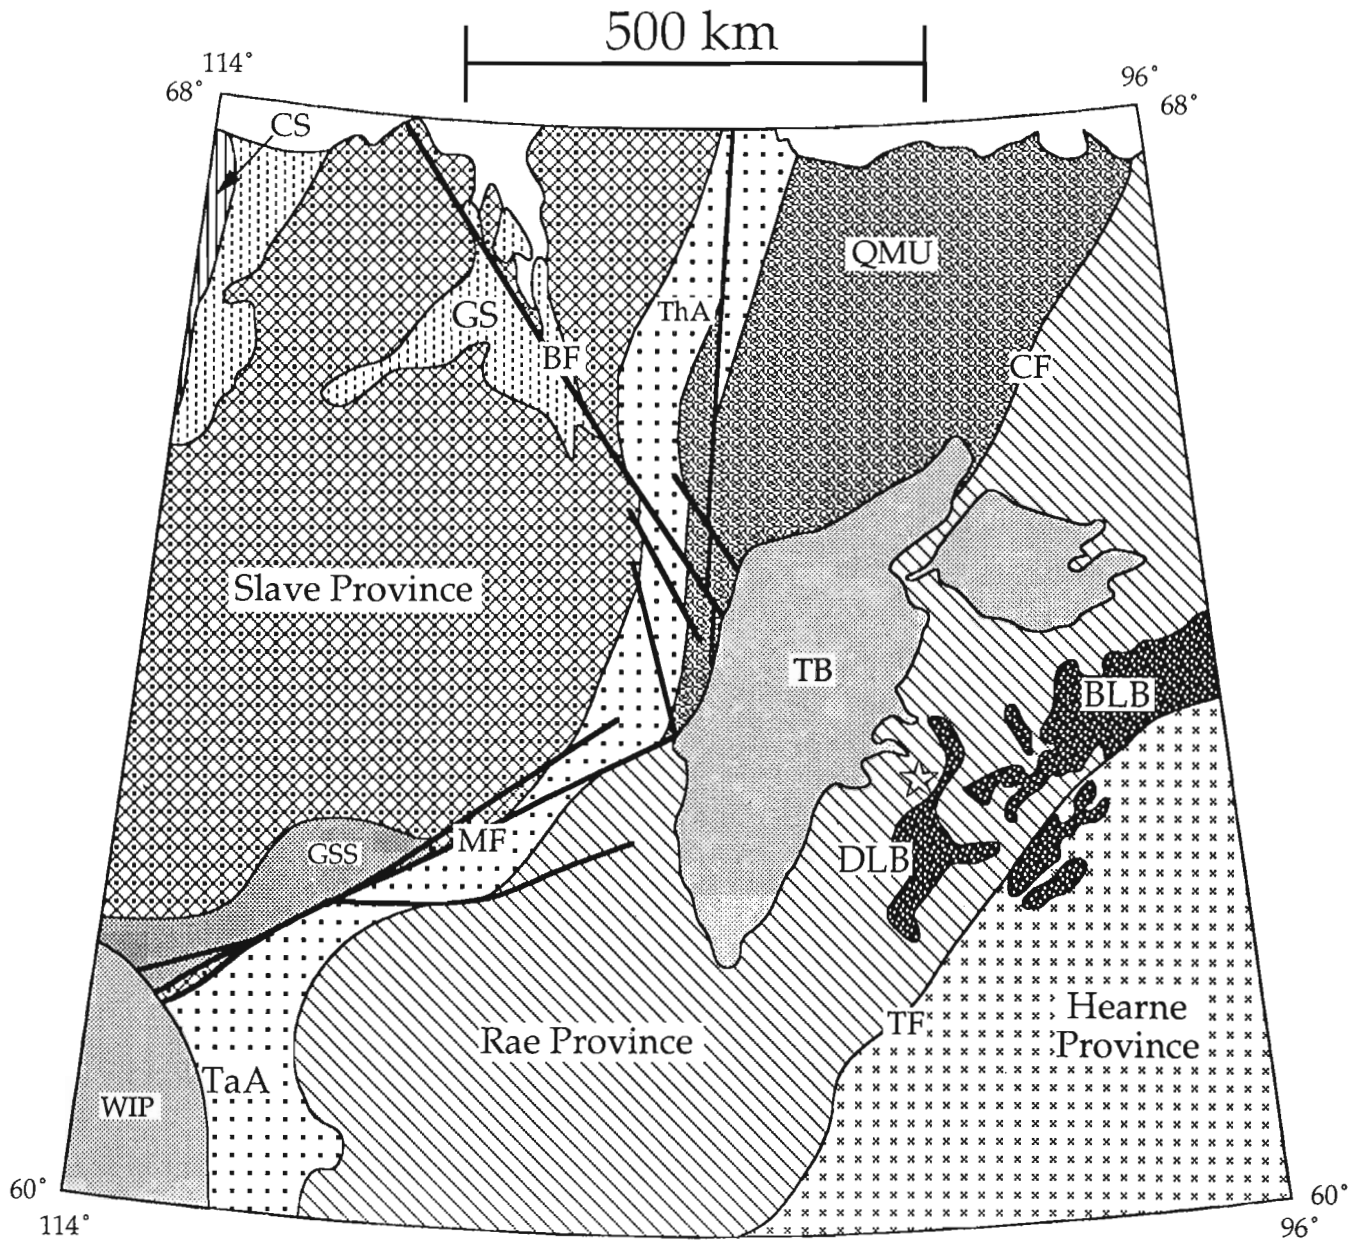 500 km
114°
96°
68°
68°
CS
QMU
ThA
GS
BF
CF
Slave Province
TB
BLB
MF
GSS
DLB
Hearne
Province
TF
Rae Province
TaA
WIP
60°
60°
114°
96°